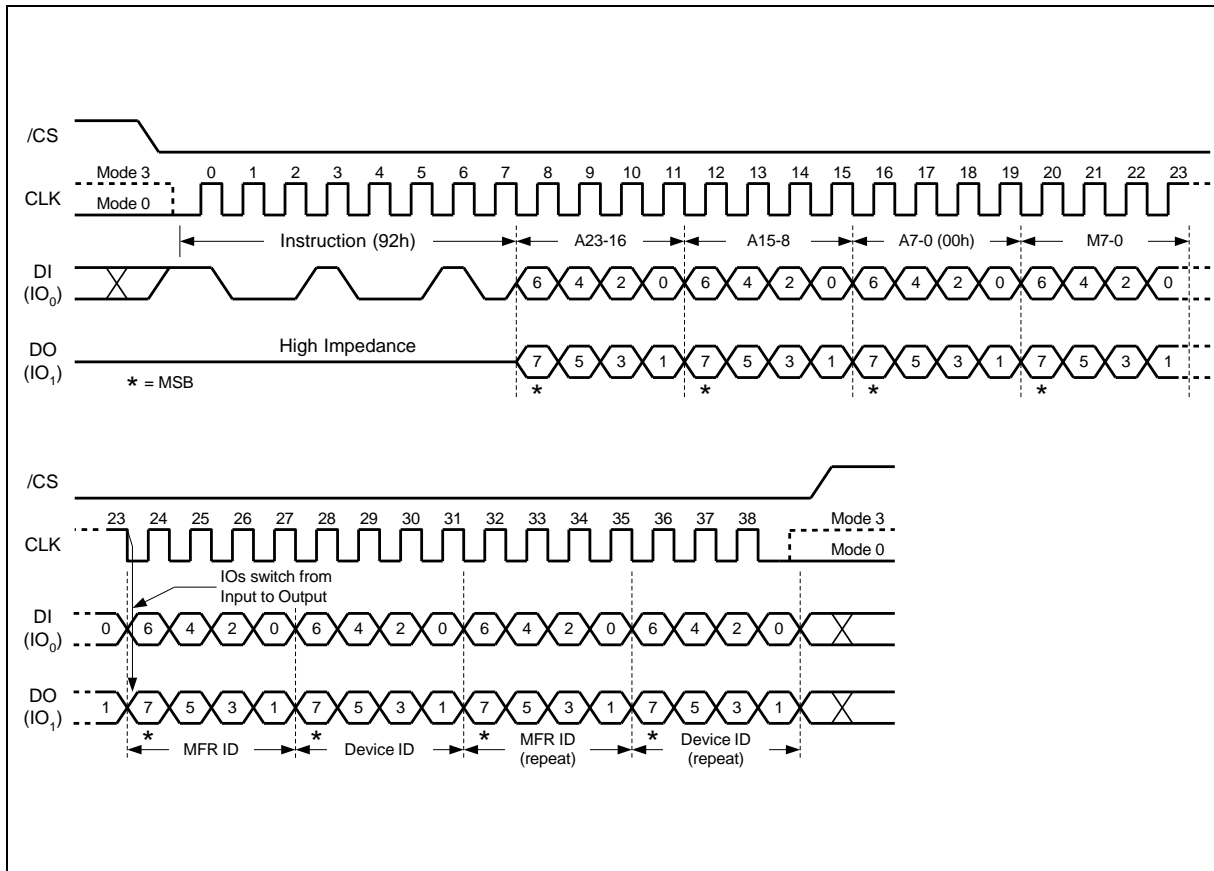 /CS
Mode 3
0 1 2 3 4 5 6 7 8 9 10 11 12 13 14 15 16 17 18 19 20 21 22 23
CLK
Mode 0
Instruction (92h) A23-16 A15-8 A7-0 (00h) M7-0
DI
(IO0)
6 4 2 0 6 4 2 0 6 4 2 0 6 4 2 0
High Impedance
DO
(IO1)
7 5 3 1 7 5 3 1 7 5 3 1 7 5 3 1
* = MSB
* * * *
/CS
23 24 25 26 27 28 29 30 31 32 33 34 35 36 37 38
Mode 3
CLK
Mode 0
IOs switch from
Input to Output
DI
(IO0)
0 6 4 2 0 6 4 2 0 6 4 2 0 6 4 2 0
DO
(IO1)
1 7 5 3 1 7 5 3 1 7 5 3 1 7 5 3 1
* * * *
MFR ID Device ID MFR ID
(repeat)
Device ID
(repeat)